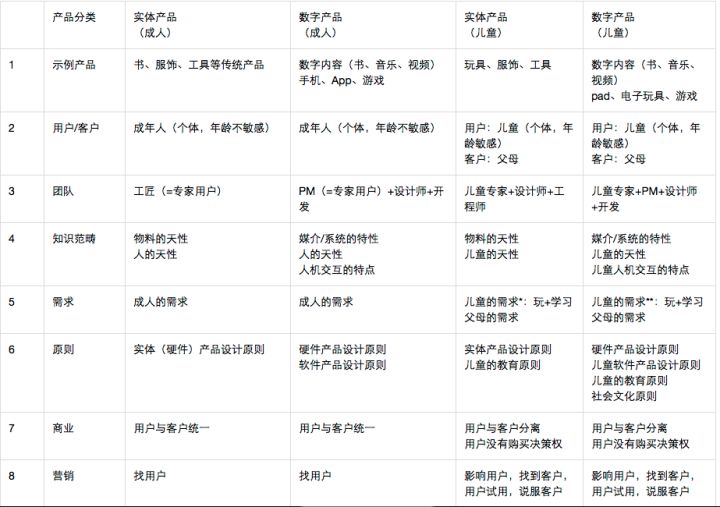 产品分类 实体产品 数字产品 实体产品 数字产品
（成人） （成人） （儿童） （儿童）
1 示例产品 书、服饰、工具等传统产品 数字内容（书、音乐、视频） 玩具、服饰、工具 数字内容（书、音乐、
手机、App、游戏 视频）
pad、电子玩具、游戏
2 用户/客户 成年人（个体，年龄不敏感） 成年人（个体，年龄不敏感） 用户：儿童（个体，年 用户：儿童（个体，年
龄敏感） 龄敏感）
客户：父母 客户：父母
3 团队 工匠（=专家用户） PM（=专家用户）+设计师+开 儿童专家+设计师+工 儿童专家+PM+设计师
发 程师 +开发
4 知识范畴 物料的天性 媒介/系统的特性 物料的天性 媒介/系统的特性
人的天性 人的天性 儿童的天性 儿童的天性
人机交互的特点 儿童人机交互的特点
5 需求 成人的需求 成人的需求 儿童的需求*：玩+学习 儿童的需求**：玩+学习
父母的需求 父母的需求
6 原则 实体（硬件）产品设计原则 硬件产品设计原则 实体产品设计原则 硬件产品设计原则
软件产品设计原则 儿童的教育原则 儿童软件产品设计原则
儿童的教育原则
社会文化原则
7 商业 用户与客户统一 用户与客户统一 用户与客户分离 用户与客户分离
用户没有购买决策权 用户没有购买决策权
8 营销 找用户 找用户 影响用户，找到客户， 影响用户，找到客户，
用户试用，说服客户 用户试用，说服客户